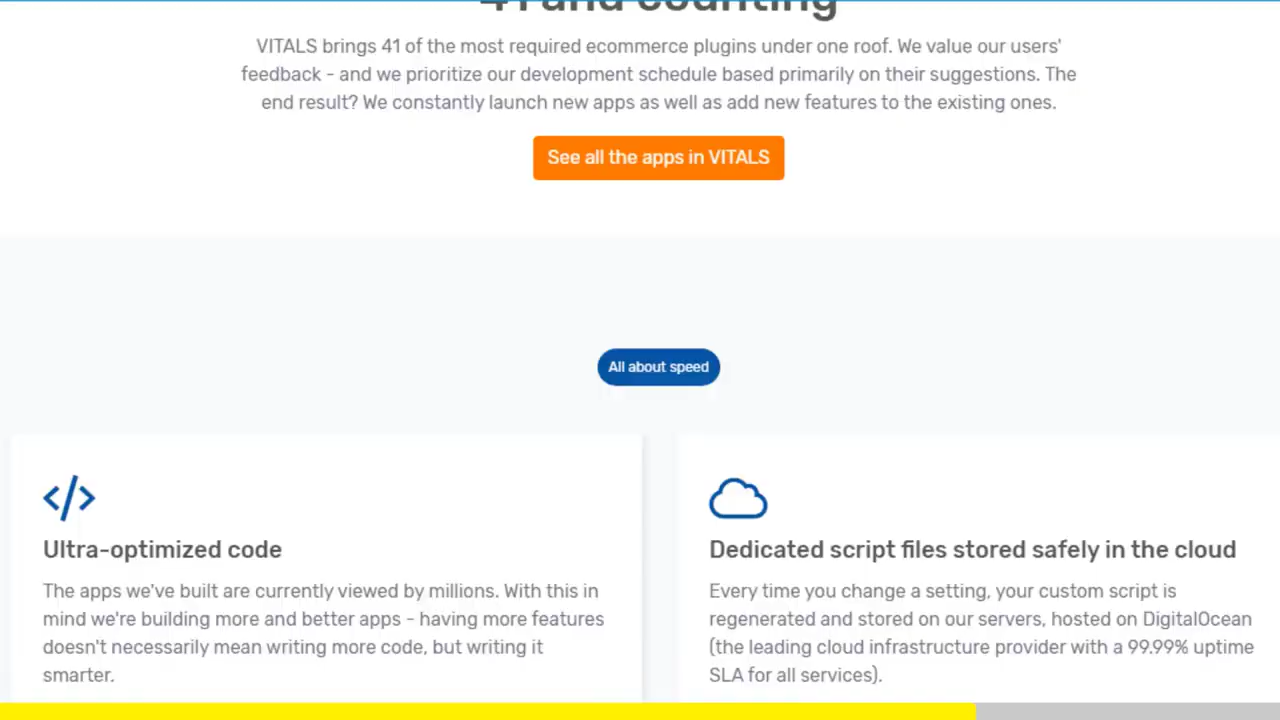 41 and counting
VITALS brings 41 of the most required ecommerce plugins under one roof. We value our users'
feedback - and we prioritize our development schedule based primarily on their suggestions. The
end result? We constantly launch new apps as well as add new features to the existing ones.
See all the apps in VITALS
All about speed
Ultra-optimized code
The apps we've built are currently viewed by millions. With this in
mind we're building more and better apps - having more features
doesn't necessarily mean writing more code, but writing it
smarter.
Dedicated script files stored safely in the cloud
Every time you change a setting, your custom script is
regenerated and stored on our servers, hosted on DigitalOcean
(the leading cloud infrastructure provider with a 99.99% uptime
SLA for all services).